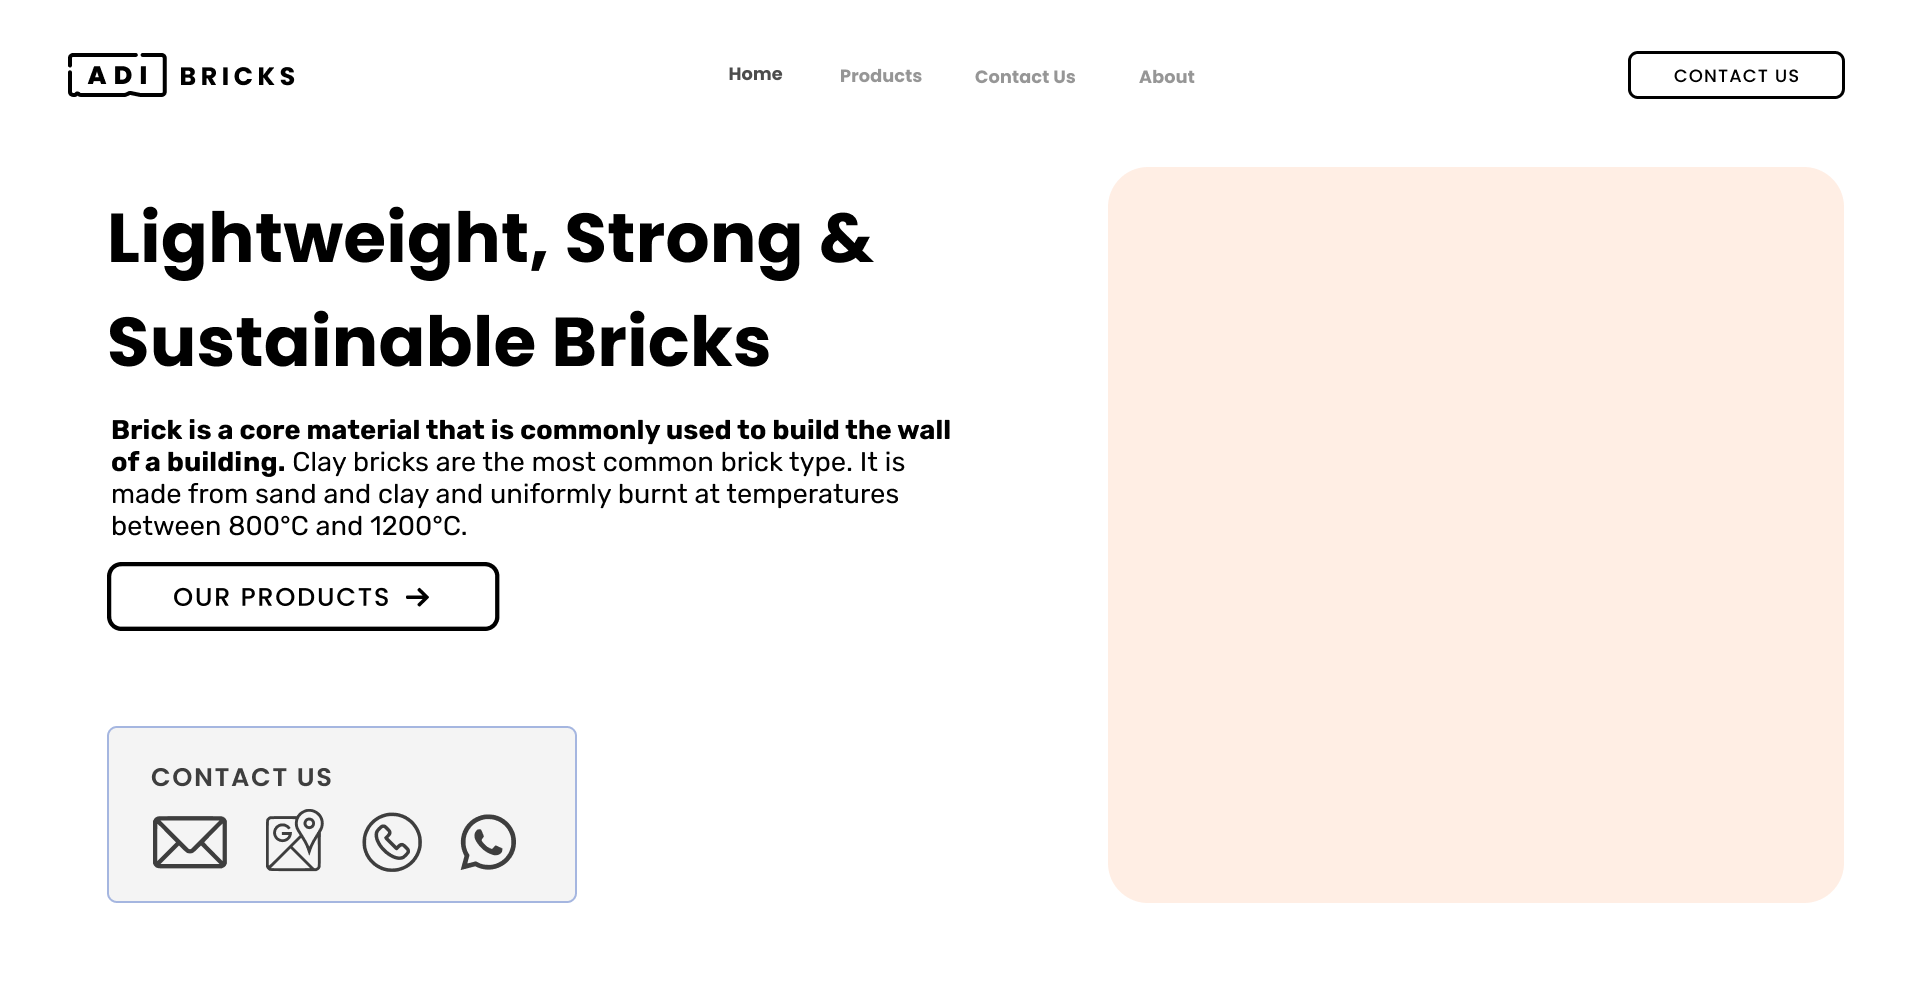 ADI BRICKS
Home
Products
Contact Us
About
CONTACT US
Lightweight, Strong &
Sustainable Bricks
Brick is a core material that is commonly used to build the wall
of a building. Clay bricks are the most common brick type. It is
made from sand and clay and uniformly burnt at temperatures
between 800°C and 1200°C.
OUR PRODUCTS →
CONTACT US
G